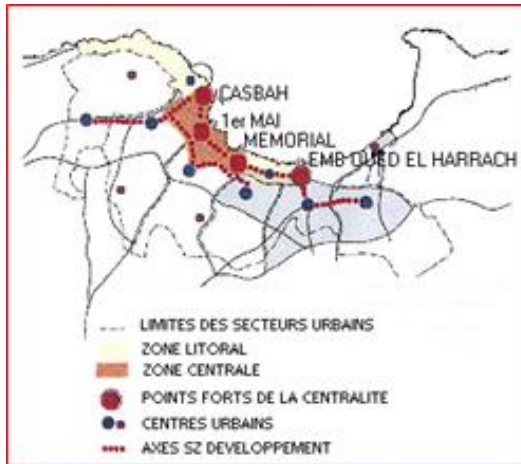 CASBAH
1er MAI
MEMORIAL
EMB OUED EL HARRACH
LIMITES DES SECTEURS URBAINS
ZONE LITORAL
ZONE CENTRALE
POINTS FORTS DE LA CENTRALITE
CENTRES URBAINS
AXES SZ DEVELOPPEMENT